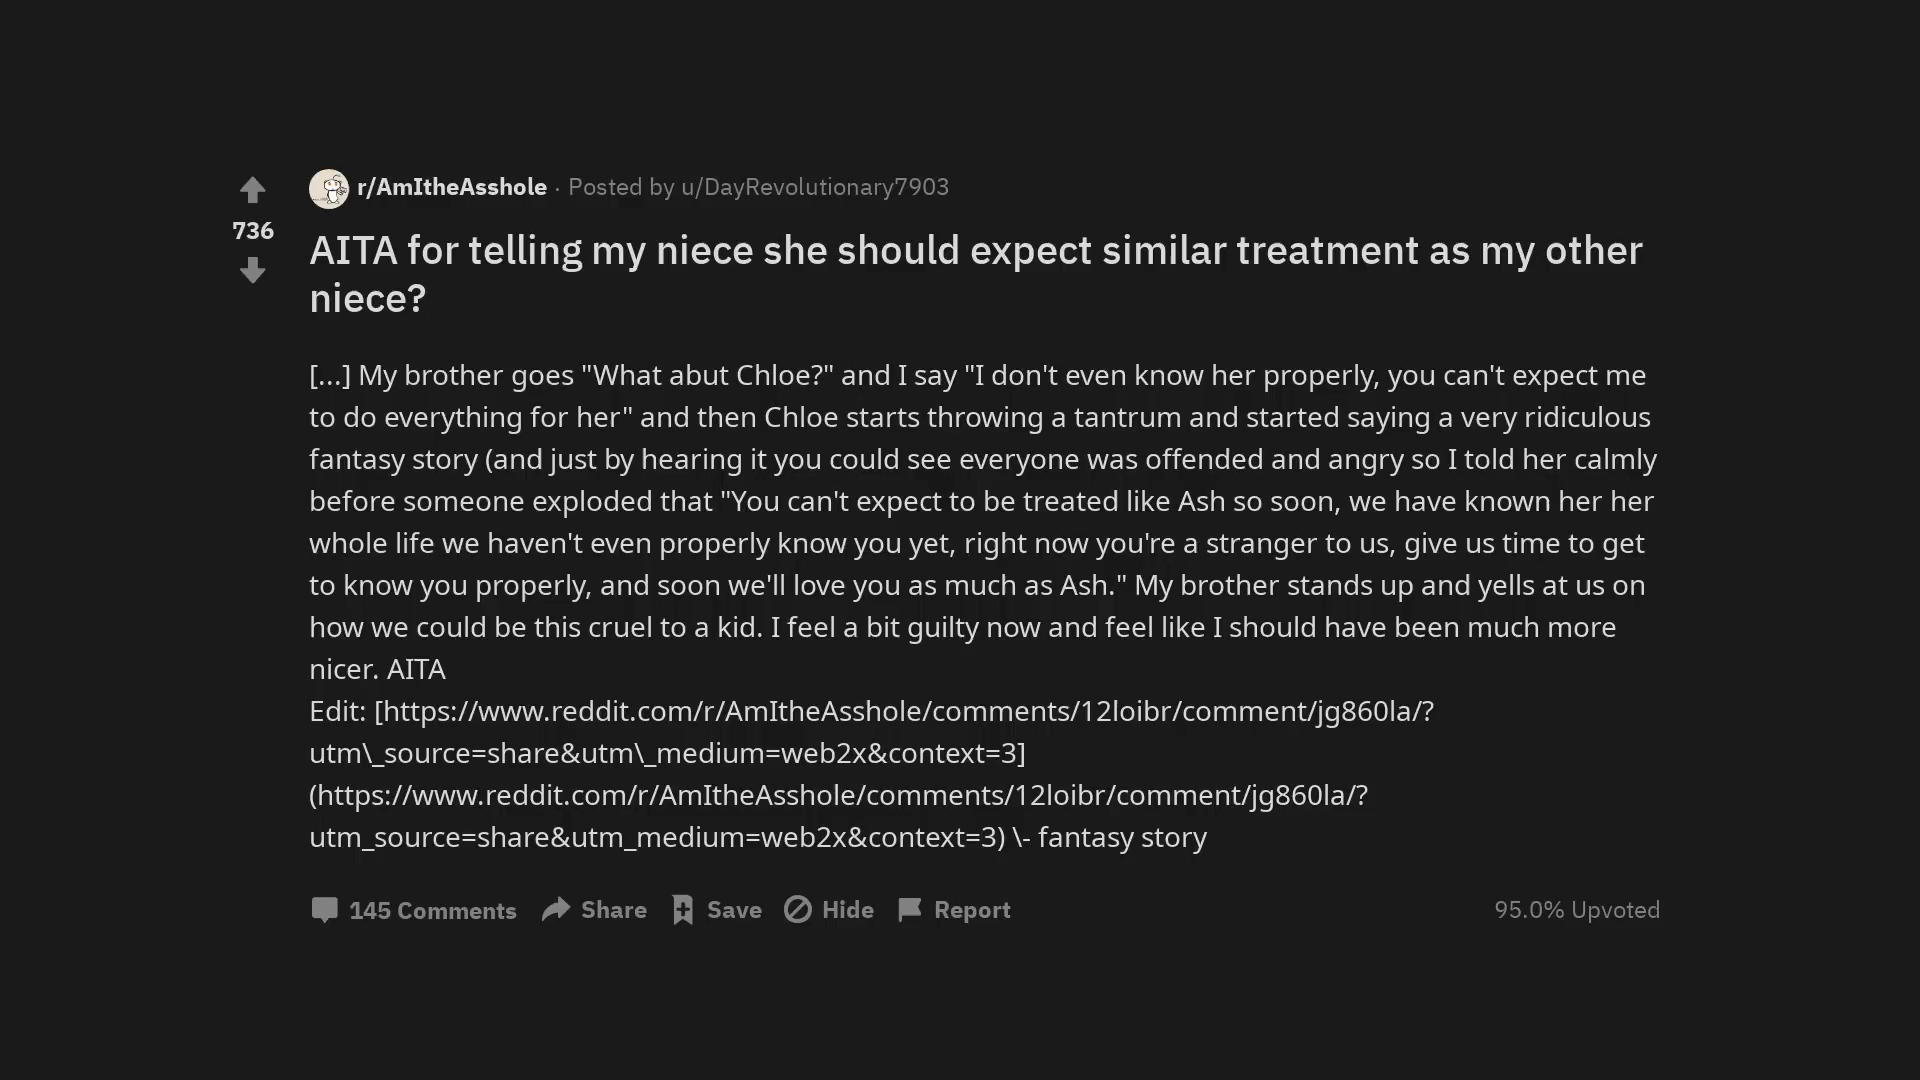 r/AmItheAsshole · Posted by u/DayRevolutionary7903
736
AITA for telling my niece she should expect similar treatment as my other
niece?
[...] My brother goes "What abut Chloe?" and I say "I don't even know her properly, you can't expect me
to do everything for her" and then Chloe starts throwing a tantrum and started saying a very ridiculous
fantasy story (and just by hearing it you could see everyone was offended and angry so I told her calmly
before someone exploded that "You can't expect to be treated like Ash so soon, we have known her her
whole life we haven't even properly know you yet, right now you're a stranger to us, give us time to get
to know you properly, and soon we'll love you as much as Ash." My brother stands up and yells at us on
how we could be this cruel to a kid. I feel a bit guilty now and feel like I should have been much more
nicer. AITA
Edit: [https://www.reddit.com/r/AmItheAsshole/comments/12loibr/comment/jg860la/?
utm\_source=share&utm\_medium=web2x&context=3]
(https://www.reddit.com/r/AmItheAsshole/comments/12loibr/comment/jg860la/?
utm_source=share&utm_medium=web2x&context=3) \- fantasy story
145 Comments Share Save Hide Report 95.0% Upvoted